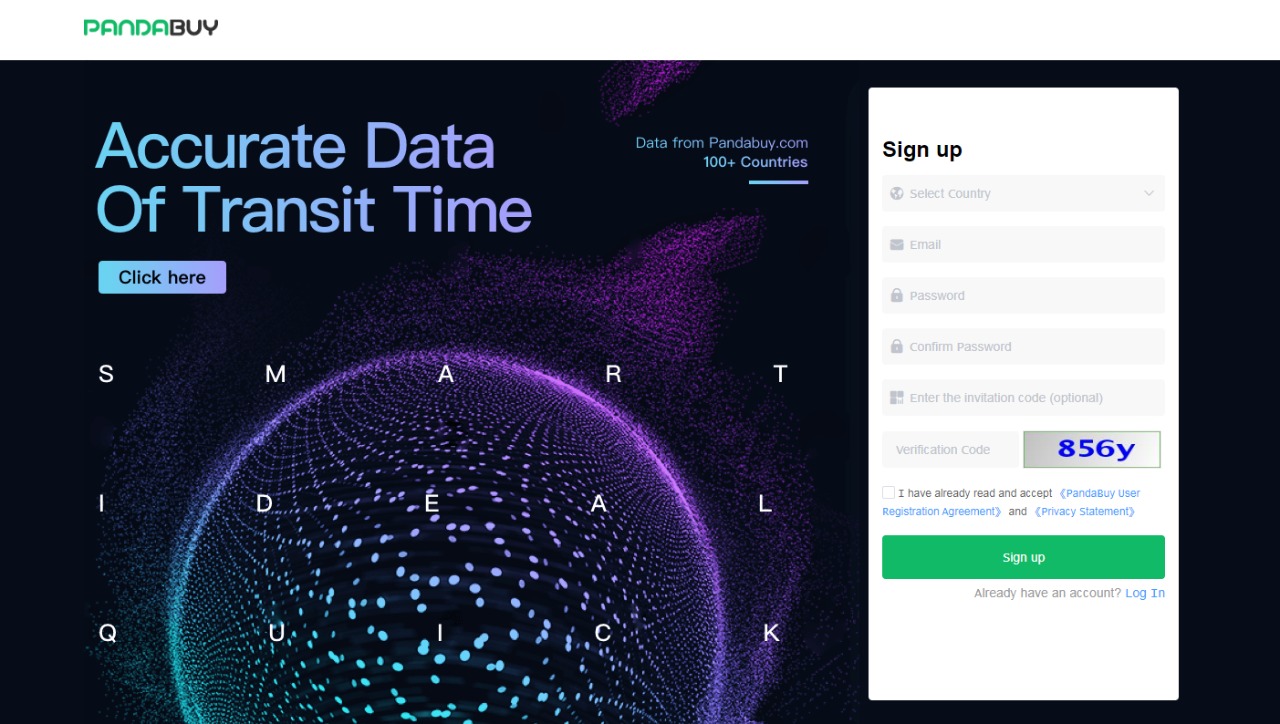 PANDABUY
Accurate Data
Of Transit Time
Data from Pandabuy.com
100+ Countries
Click here
S M A R T
I D E A L
Q U I C K
Sign up
Select Country
Email
Password
Confirm Password
Enter the invitation code (optional)
Verification Code 856y
I have already read and accept 《PandaBuy User
Registration Agreement》 and 《Privacy Statement》
Sign up
Already have an account? Log In